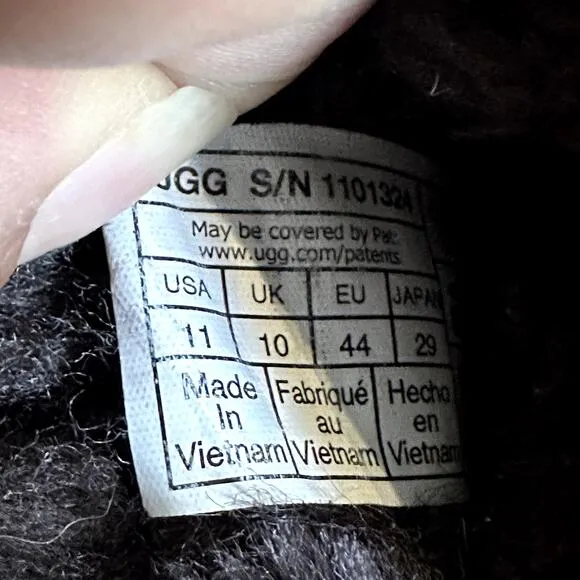 UGG S/N 1101324
May be covered by Pat:
www.ugg.com/patents
USA UK EU JAPAN
11 10 44 29
Made Fabriqué Hecho
In au en
Vietnam Vietnam Vietnam